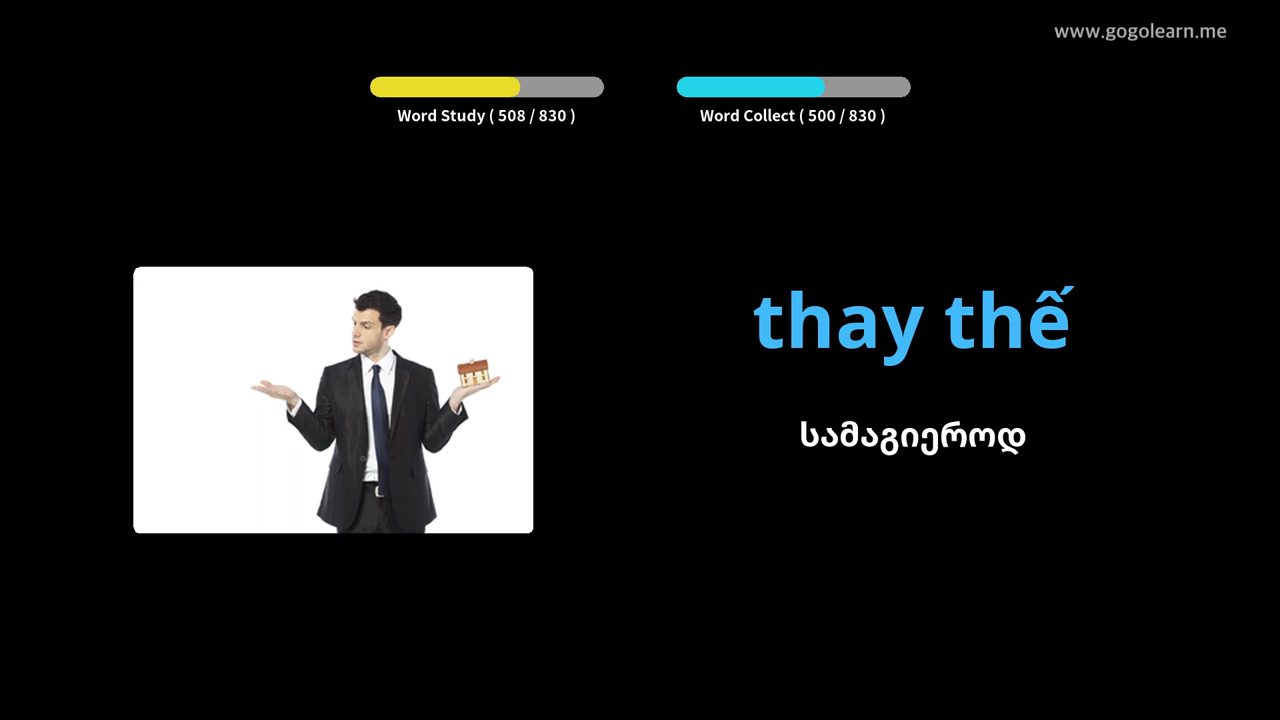 www.gogolearn.me
Word Study ( 508 / 830 )
Word Collect ( 500 / 830 )
thay thế
სამაგიეროდ